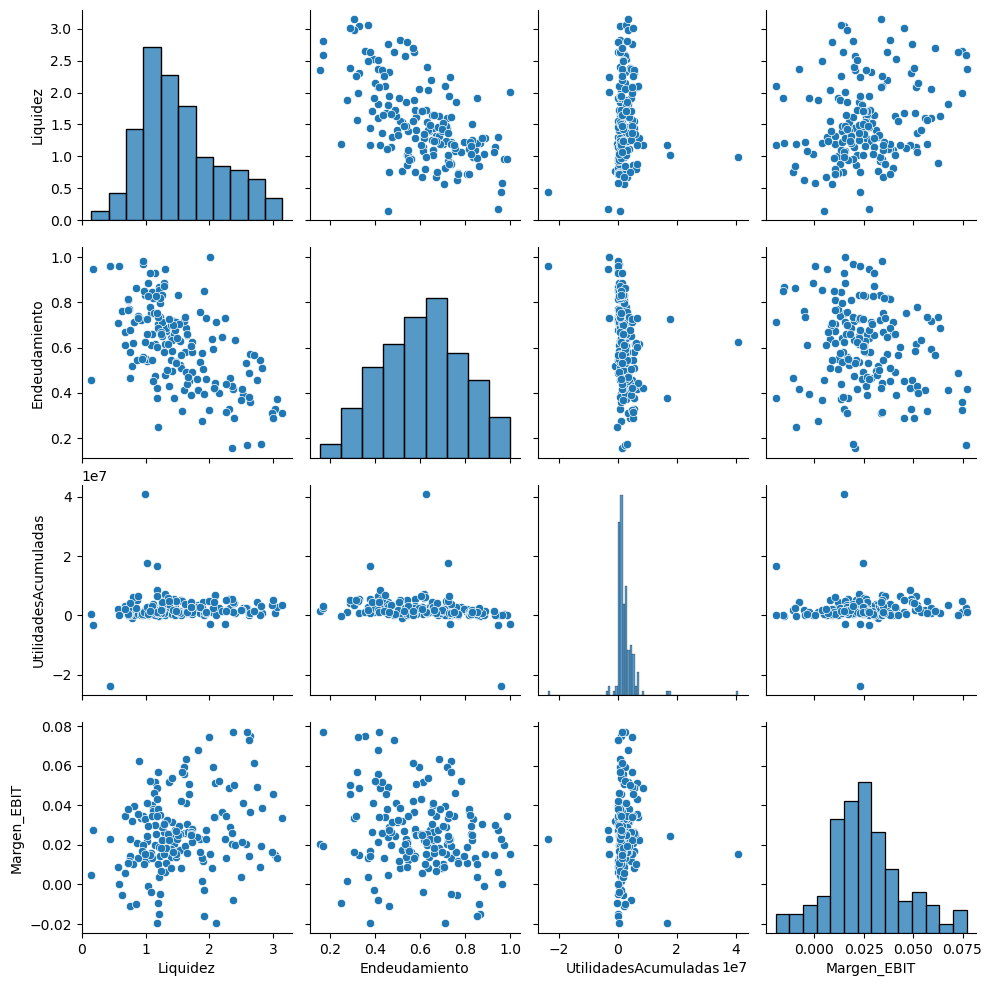 3.0
2.5
2.0
1.5
1.0
0.5
0.0
Liquidez
1.0
0.8
0.6
0.4
0.2
Endeudamiento
1e7
4
2
0
−2
UtilidadesAcumuladas
0.08
0.06
0.04
0.02
0.00
−0.02
Margen_EBIT
0 1 2 3
0.2 0.4 0.6 0.8 1.0
−2 0 2 4
0.000 0.025 0.050 0.075
1e7
Liquidez Endeudamiento UtilidadesAcumuladas Margen_EBIT